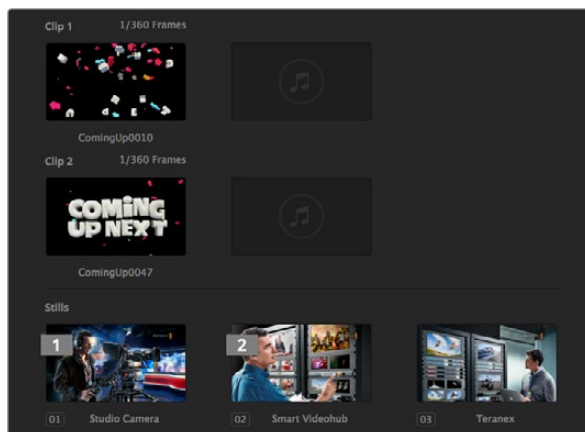 Clip 1 1/360 Frames
ComingUp0010
Clip 2 1/360 Frames
COMING
UP NEXT
ComingUp0047
Stills
1 2
01 Studio Camera 02 Smart Videohub 03 Teranex